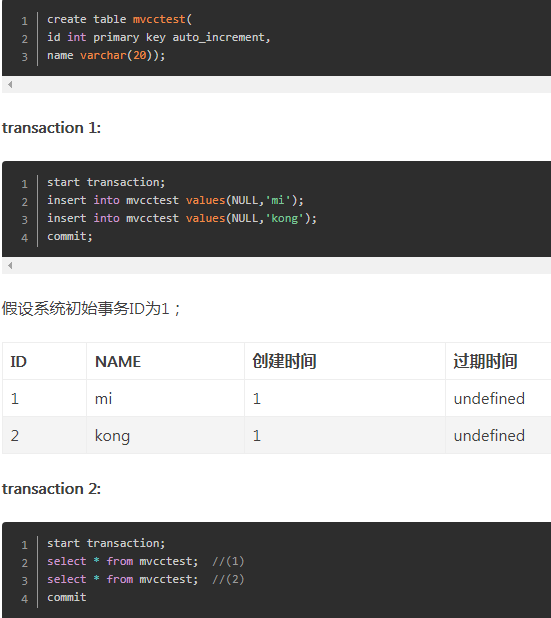 1 create table mvcctest(
2 id int primary key auto_increment,
3 name varchar(20));
transaction 1:
1 start transaction;
2 insert into mvcctest values(NULL,'mi');
3 insert into mvcctest values(NULL,'kong');
4 commit;
假设系统初始事务ID为1；
ID NAME 创建时间 过期时间
1 mi 1 undefined
2 kong 1 undefined
transaction 2:
1 start transaction;
2 select * from mvcctest; //(1)
3 select * from mvcctest; //(2)
4 commit